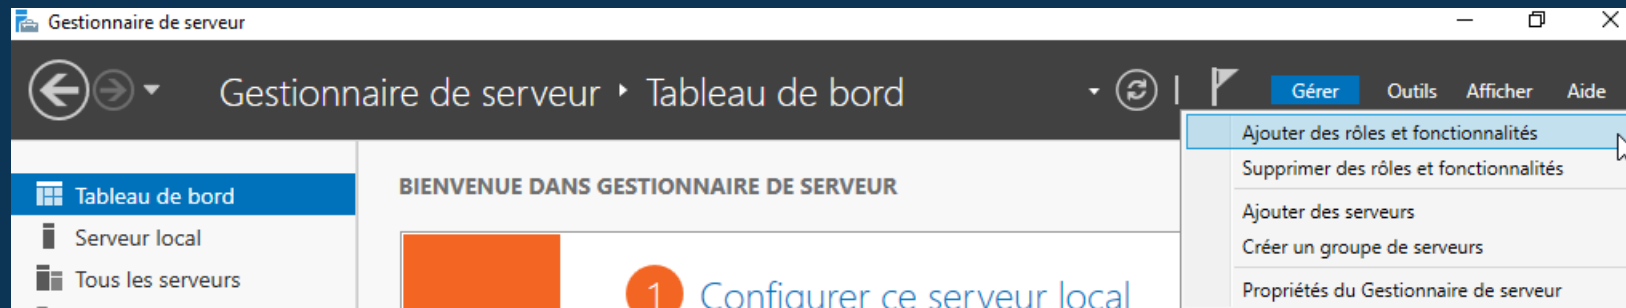 Gestionnaire de serveur
Gestionnaire de serveur ‣ Tableau de bord
Gérer Outils Afficher Aide
Ajouter des rôles et fonctionnalités
Supprimer des rôles et fonctionnalités
Ajouter des serveurs
Créer un groupe de serveurs
Propriétés du Gestionnaire de serveur
Tableau de bord
Serveur local
Tous les serveurs
BIENVENUE DANS GESTIONNAIRE DE SERVEUR
1 Configurer ce serveur local